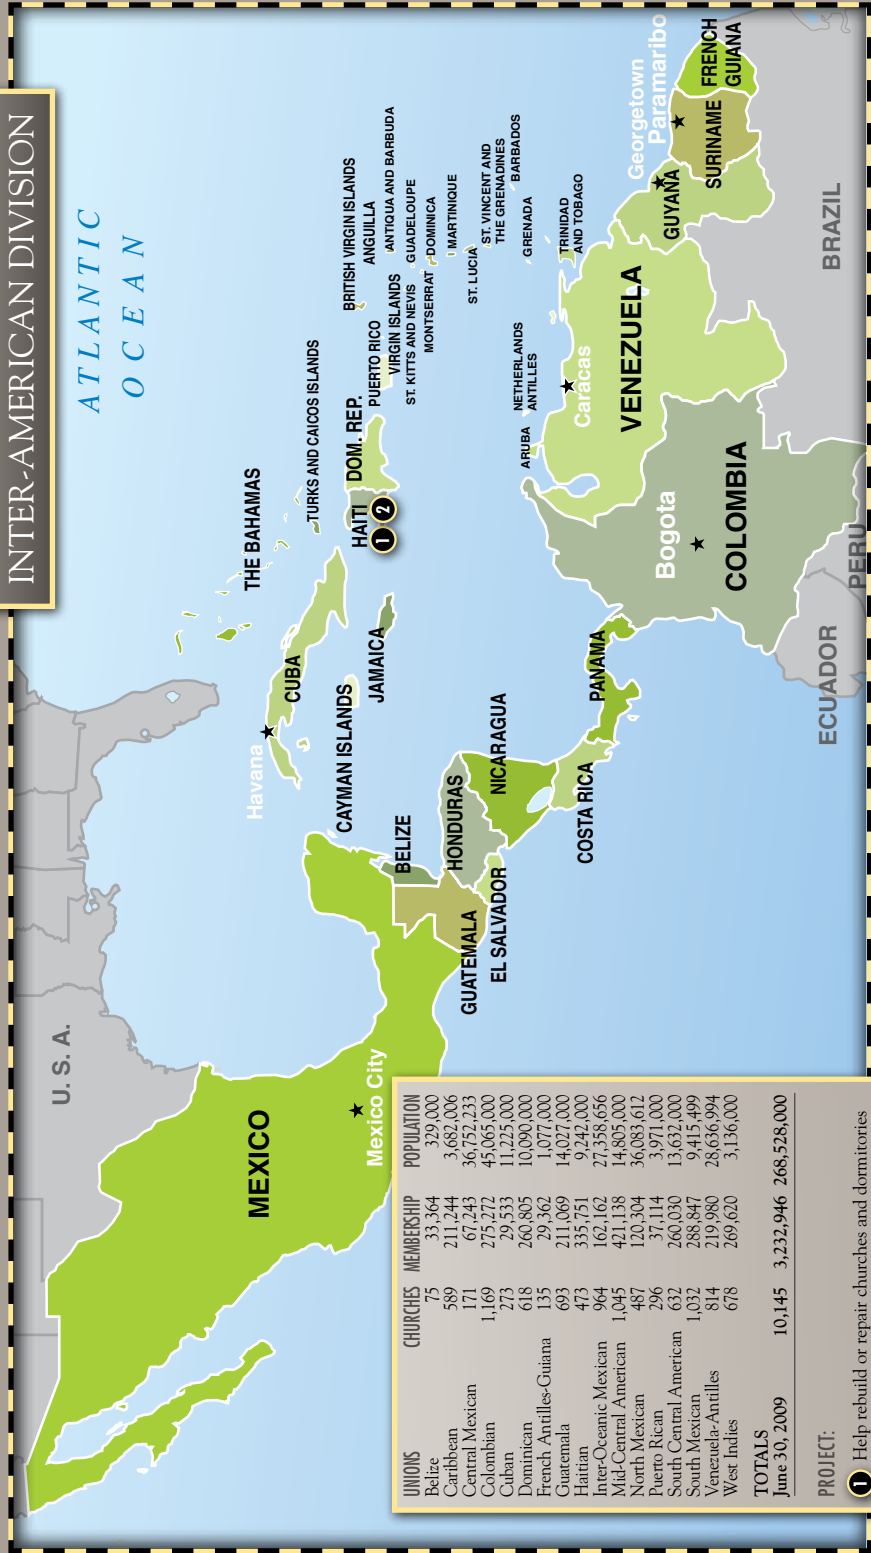 INTER-AMERICAN DIVISION
ATLANTIC
OCEAN
U. S. A.
MEXICO
Mexico City
Havana
CUBA
THE BAHAMAS
TURKS AND CAICOS ISLANDS
CAYMAN ISLANDS
JAMAICA
HAITI
1 2
DOM. REP.
PUERTO RICO
BRITISH VIRGIN ISLANDS
ANGUILLA
VIRGIN ISLANDS
ANTIQUA AND BARBUDA
ST. KITTS AND NEVIS
GUADELOUPE
MONTSERRAT
DOMINICA
MARTINIQUE
ST. LUCIA
ST. VINCENT AND
THE GRENADINES
BARBADOS
GRENADA
TRINIDAD
AND TOBAGO
ARUBA
NETHERLANDS
ANTILLES
BELIZE
GUATEMALA
HONDURAS
EL SALVADOR
NICARAGUA
COSTA RICA
PANAMA
Caracas
VENEZUELA
Bogota
COLOMBIA
Georgetown
Paramaribo
GUYANA
SURINAME
FRENCH
GUIANA
BRAZIL
ECUADOR
PERU
UNIONS CHURCHES MEMBERSHIP POPULATION
Belize 75 33,364 329,000
Caribbean 589 211,244 3,682,006
Central Mexican 171 67,243 36,752,233
Colombian 1,169 275,272 45,065,000
Cuban 273 29,533 11,225,000
Dominican 618 260,805 10,090,000
French Antilles-Guiana 135 29,362 1,077,000
Guatemala 693 211,069 14,027,000
Haitian 473 335,751 9,242,000
Inter-Oceanic Mexican 964 162,162 27,358,656
Mid-Central American 1,045 421,138 14,805,000
North Mexican 487 120,304 36,083,612
Puerto Rican 296 37,114 3,971,000
South Central American 632 260,030 13,632,000
South Mexican 1,032 288,847 9,415,499
Venezuela-Antilles 814 219,980 28,636,994
West Indies 678 269,620 3,136,000
TOTALS
June 30, 2009 10,145 3,232,946 268,528,000
PROJECT:
1 Help rebuild or repair churches and dormitories